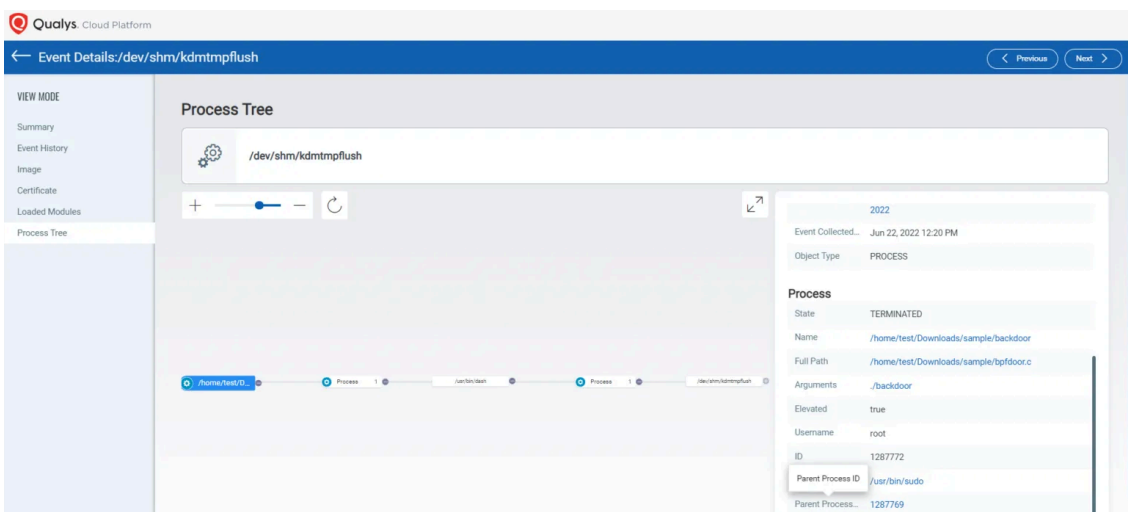 Qualys. Cloud Platform
Event Details:/dev/shm/kdmtmpflush
Previous
Next
VIEW MODE
Summary
Event History
Image
Certificate
Loaded Modules
Process Tree
Process Tree
/dev/shm/kdmtmpflush
/home/test/D...
Process 1
/usr/bin/dash
Process 1
/dev/shm/kdmtmpflush
2022
Event Collected... Jun 22, 2022 12:20 PM
Object Type PROCESS
Process
State TERMINATED
Name /home/test/Downloads/sample/backdoor
Full Path /home/test/Downloads/sample/bpfdoor.c
Arguments ./backdoor
Elevated true
Username root
ID 1287772
Parent Process ID /usr/bin/sudo
Parent Process... 1287769